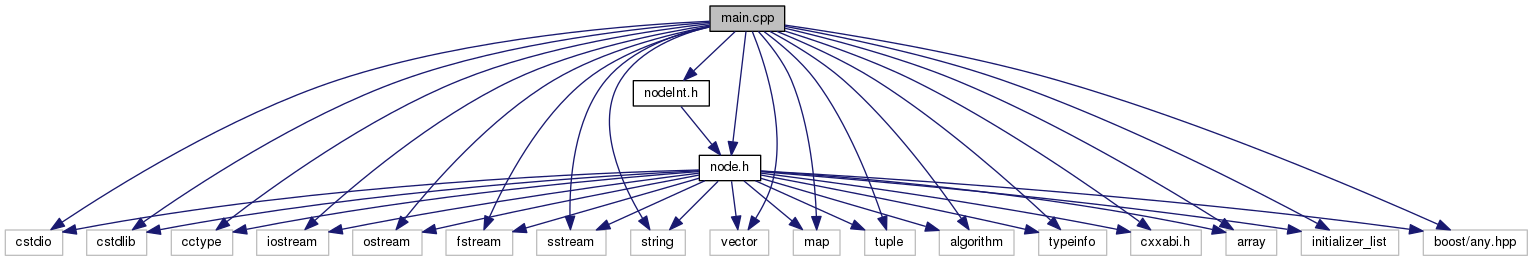 main.cpp
nodeInt.h
node.h
cstdio
cstdlib
cctype
iostream
ostream
fstream
sstream
string
vector
map
tuple
algorithm
typeinfo
cxxabi.h
array
initializer_list
boost/any.hpp